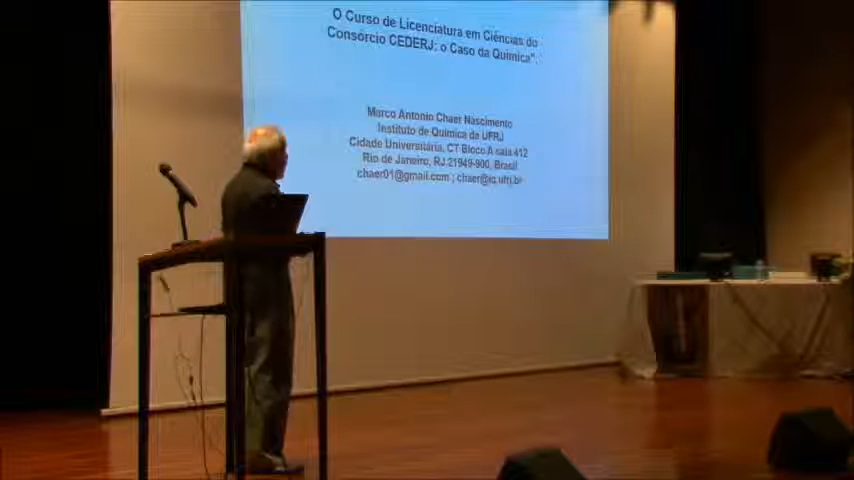 O Curso de Licenciatura em Ciências do
Consórcio CEDERJ: o Caso da Química".
Marco Antonio Chaer Nascimento
Instituto de Química da UFRJ
Cidade Universitária, CT Bloco A sala 412
Rio de Janeiro, RJ 21949-900, Brasil
chaer01@gmail.com ; chaer@iq.ufrj.br